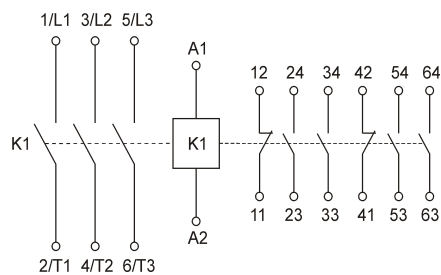 1/L1 3/L2 5/L3
A1
12 24 34 42 54 64
K1 K1
11 23 33 41 53 63
A2
2/T1 4/T2 6/T3